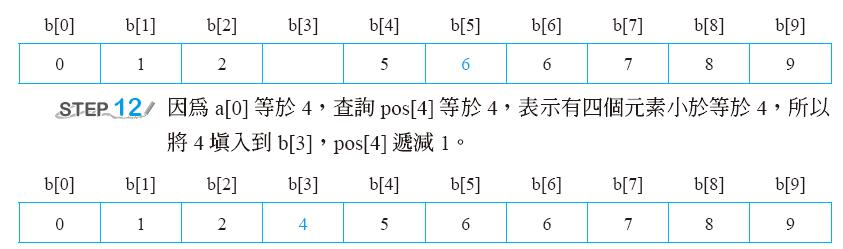 b[0] b[1] b[2] b[3] b[4] b[5] b[6] b[7] b[8] b[9]
0 1 2 5 6 6 7 8 9
STEP 12 因為 a[0] 等於 4，查詢 pos[4] 等於 4，表示有四個元素小於等於 4，所以
將 4 填入到 b[3]，pos[4] 遞減 1。
b[0] b[1] b[2] b[3] b[4] b[5] b[6] b[7] b[8] b[9]
0 1 2 4 5 6 6 7 8 9